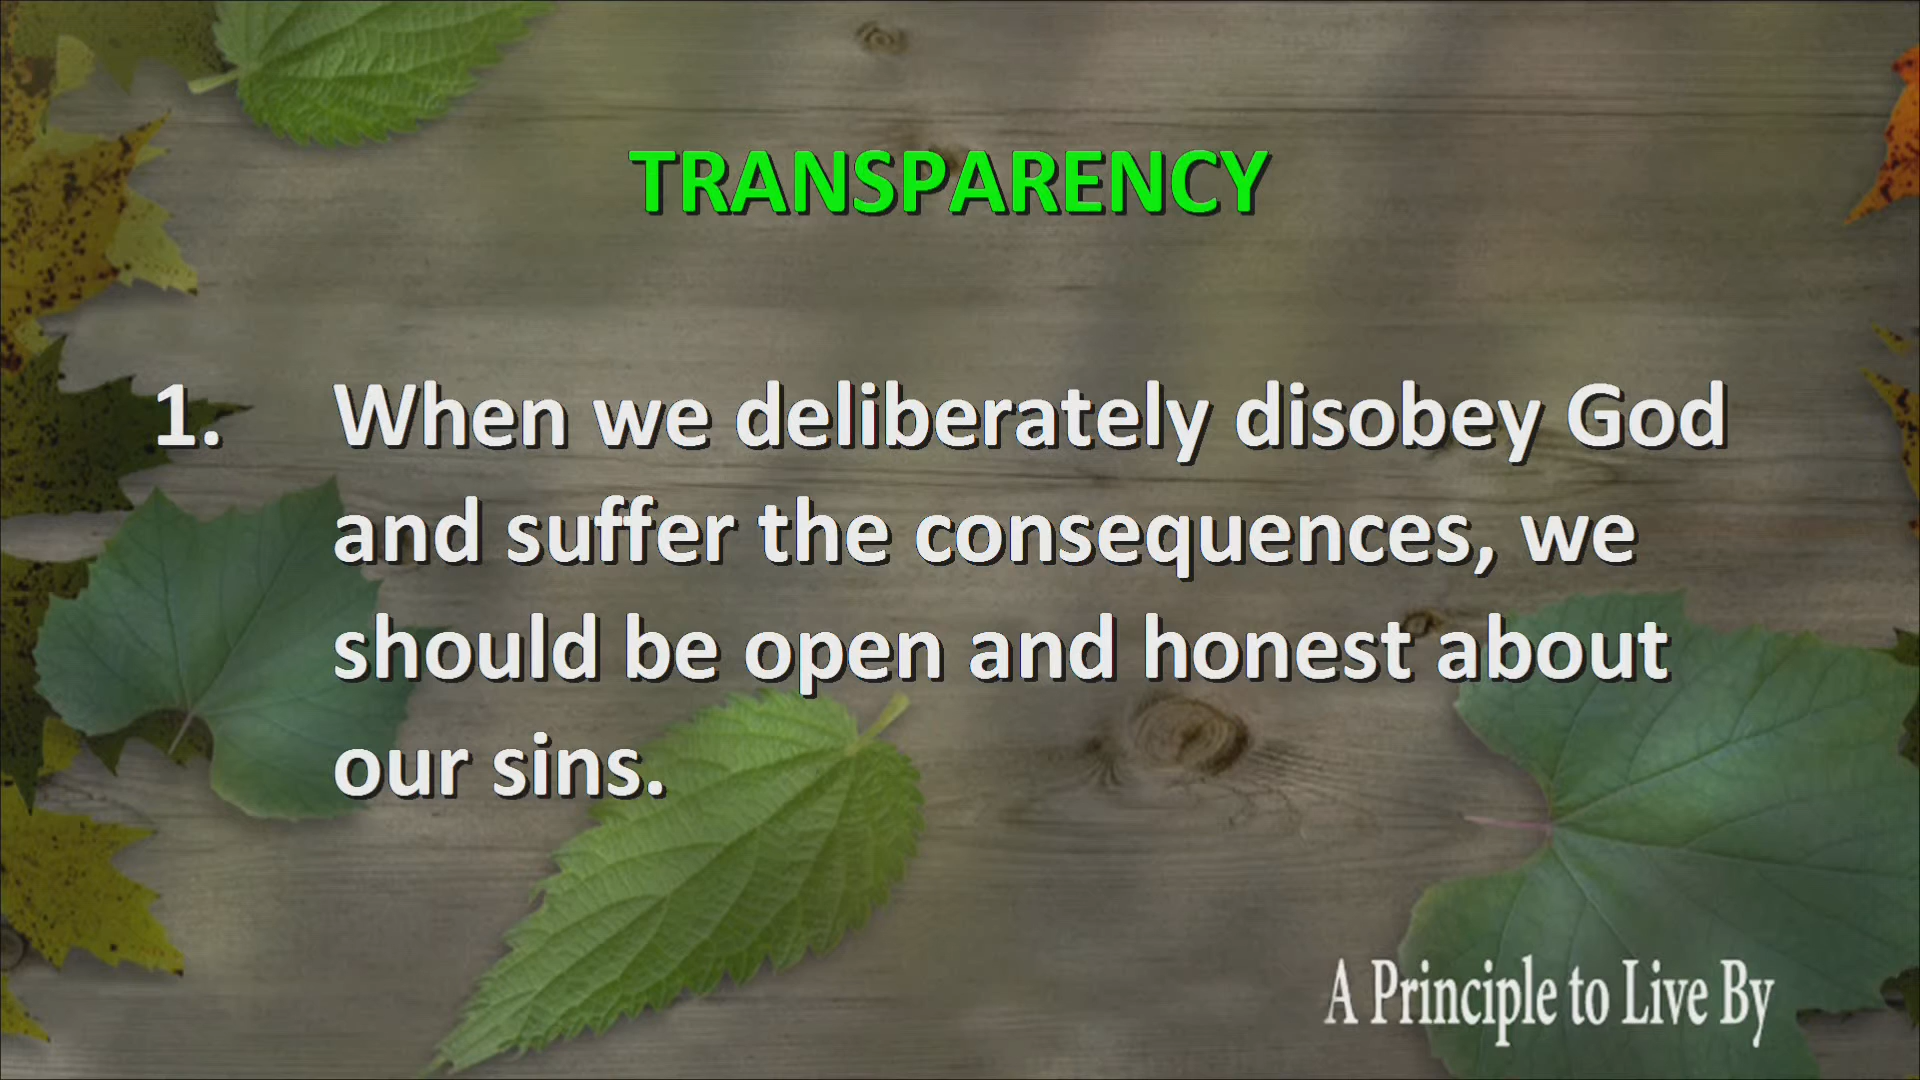 TRANSPARENCY
1. When we deliberately disobey God
and suffer the consequences, we
should be open and honest about
our sins.
A Principle to Live By